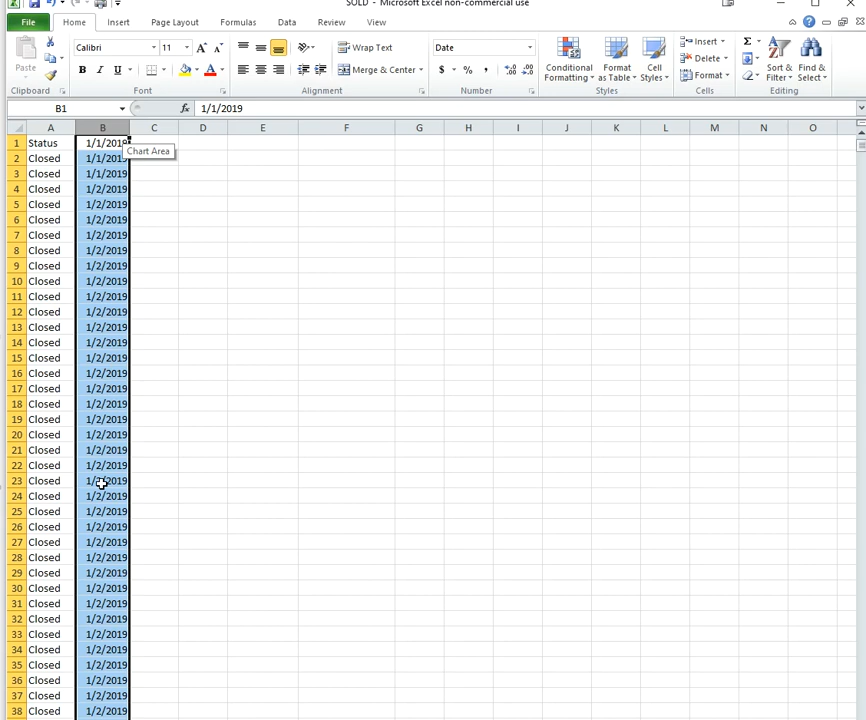 SOLD - Microsoft Excel non-commercial use
File Home Insert Page Layout Formulas Data Review View
Calibri 11 Wrap Text Date Insert
Paste B I U Merge & Center $ % , Conditional Formatting Format as Table Cell Styles Delete Format Sort & Filter Find & Select
Clipboard Font Alignment Number Styles Cells Editing
B1 fx 1/1/2019
A B C D E F G H I J K L M N O
1 Status 1/1/2019
Chart Area
2 Closed 1/1/2019
3 Closed 1/1/2019
4 Closed 1/2/2019
5 Closed 1/2/2019
6 Closed 1/2/2019
7 Closed 1/2/2019
8 Closed 1/2/2019
9 Closed 1/2/2019
10 Closed 1/2/2019
11 Closed 1/2/2019
12 Closed 1/2/2019
13 Closed 1/2/2019
14 Closed 1/2/2019
15 Closed 1/2/2019
16 Closed 1/2/2019
17 Closed 1/2/2019
18 Closed 1/2/2019
19 Closed 1/2/2019
20 Closed 1/2/2019
21 Closed 1/2/2019
22 Closed 1/2/2019
23 Closed 1/2/2019
24 Closed 1/2/2019
25 Closed 1/2/2019
26 Closed 1/2/2019
27 Closed 1/2/2019
28 Closed 1/2/2019
29 Closed 1/2/2019
30 Closed 1/2/2019
31 Closed 1/2/2019
32 Closed 1/2/2019
33 Closed 1/2/2019
34 Closed 1/2/2019
35 Closed 1/2/2019
36 Closed 1/2/2019
37 Closed 1/2/2019
38 Closed 1/2/2019